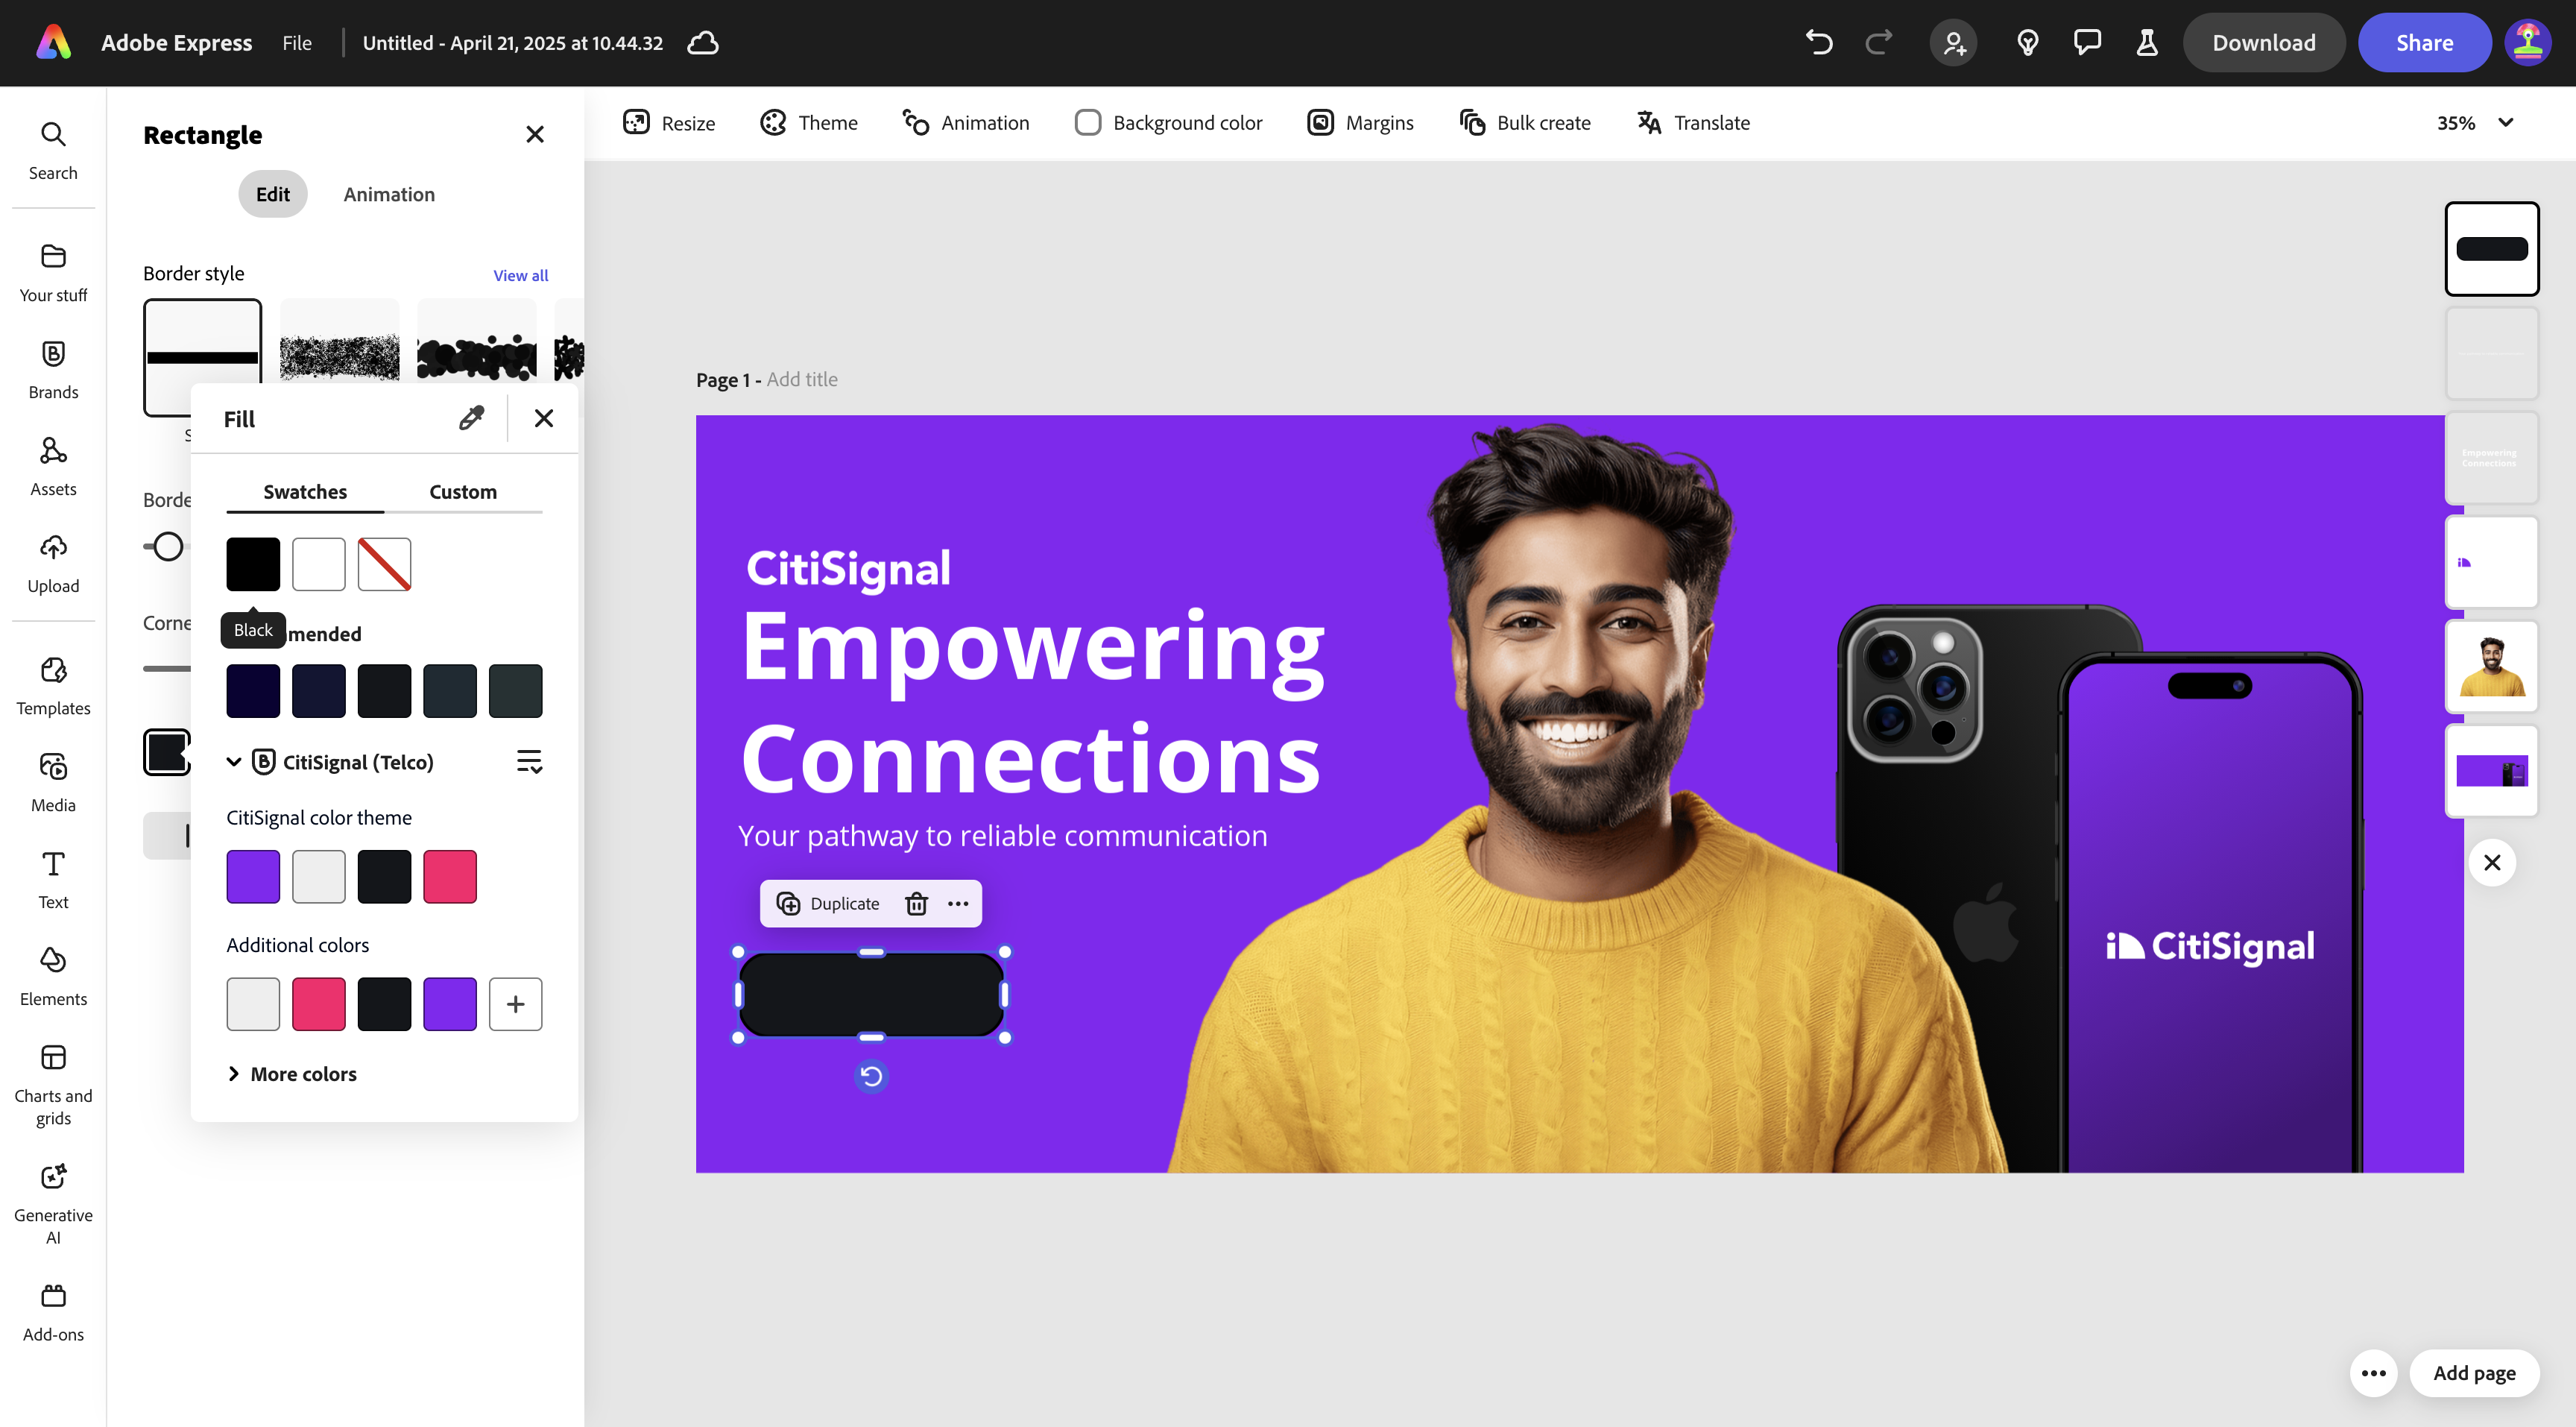 Adobe Express
File
Untitled - April 21, 2025 at 10.44.32
Download
Share
Search
Your stuff
Brands
Assets
Upload
Templates
Media
Text
Elements
Charts and
grids
Generative
AI
Add-ons
Rectangle
Edit
Animation
Border style
View all
S
Borde
Corne
Fill
Swatches
Custom
Black
mended
CitiSignal (Telco)
CitiSignal color theme
Additional colors
More colors
Resize
Theme
Animation
Background color
Margins
Bulk create
Translate
35%
Page 1 - Add title
CitiSignal
Empowering
Connections
Your pathway to reliable communication
Duplicate
CitiSignal
Empowering
Connections
Add page